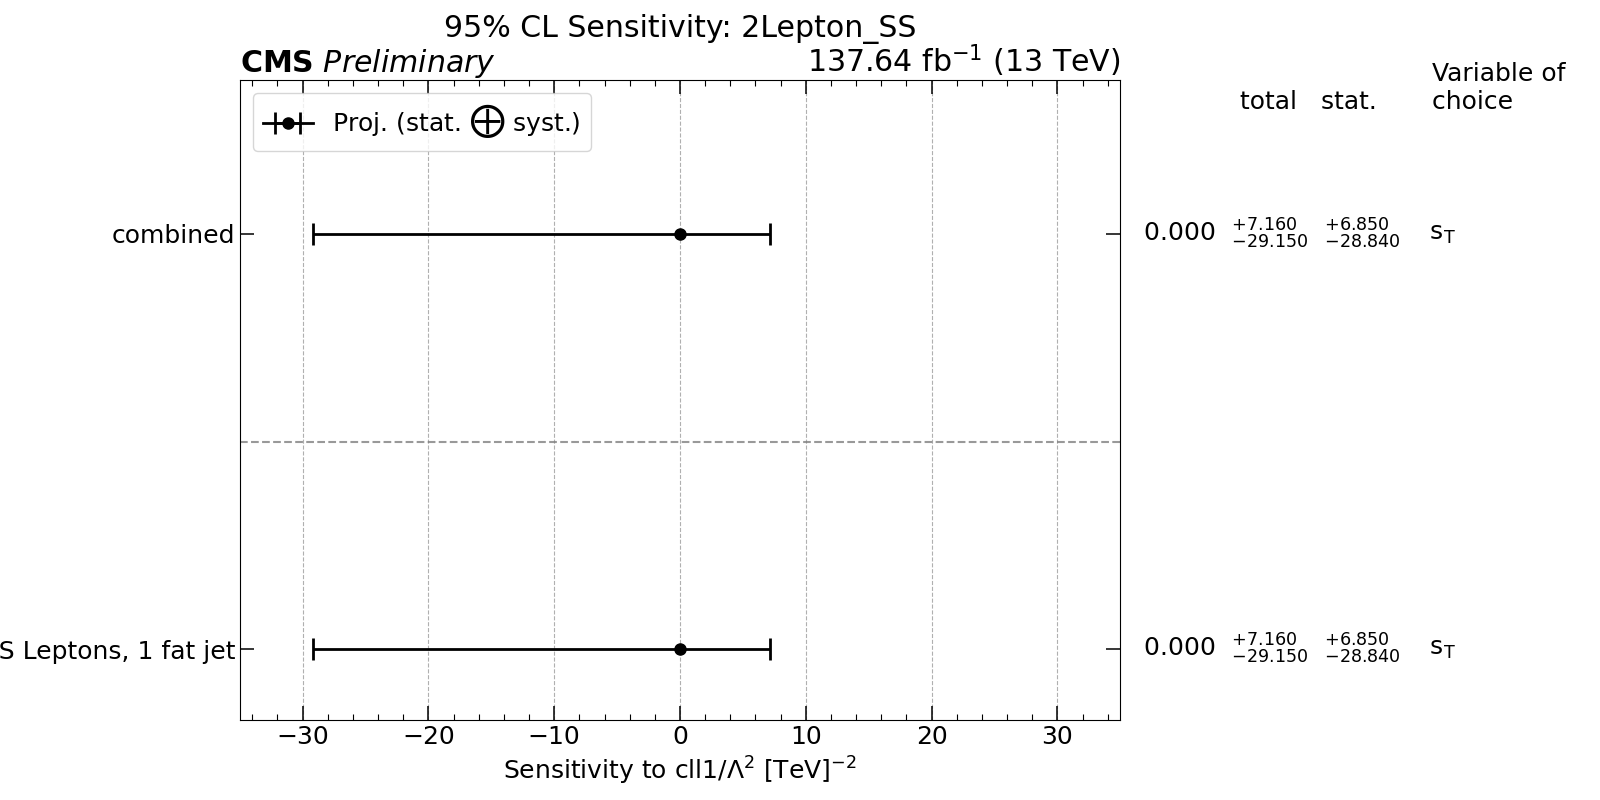 95% CL Sensitivity: 2Lepton_SS
CMS Preliminary 137.64 fb⁻¹ (13 TeV)
total stat. Variable of
choice
Proj. (stat. ⊕ syst.)
combined 0.000 +7.160 −29.150 +6.850 −28.840 s_T
S Leptons, 1 fat jet 0.000 +7.160 −29.150 +6.850 −28.840 s_T
−30 −20 −10 0 10 20 30
Sensitivity to cll1/Λ² [TeV]⁻²